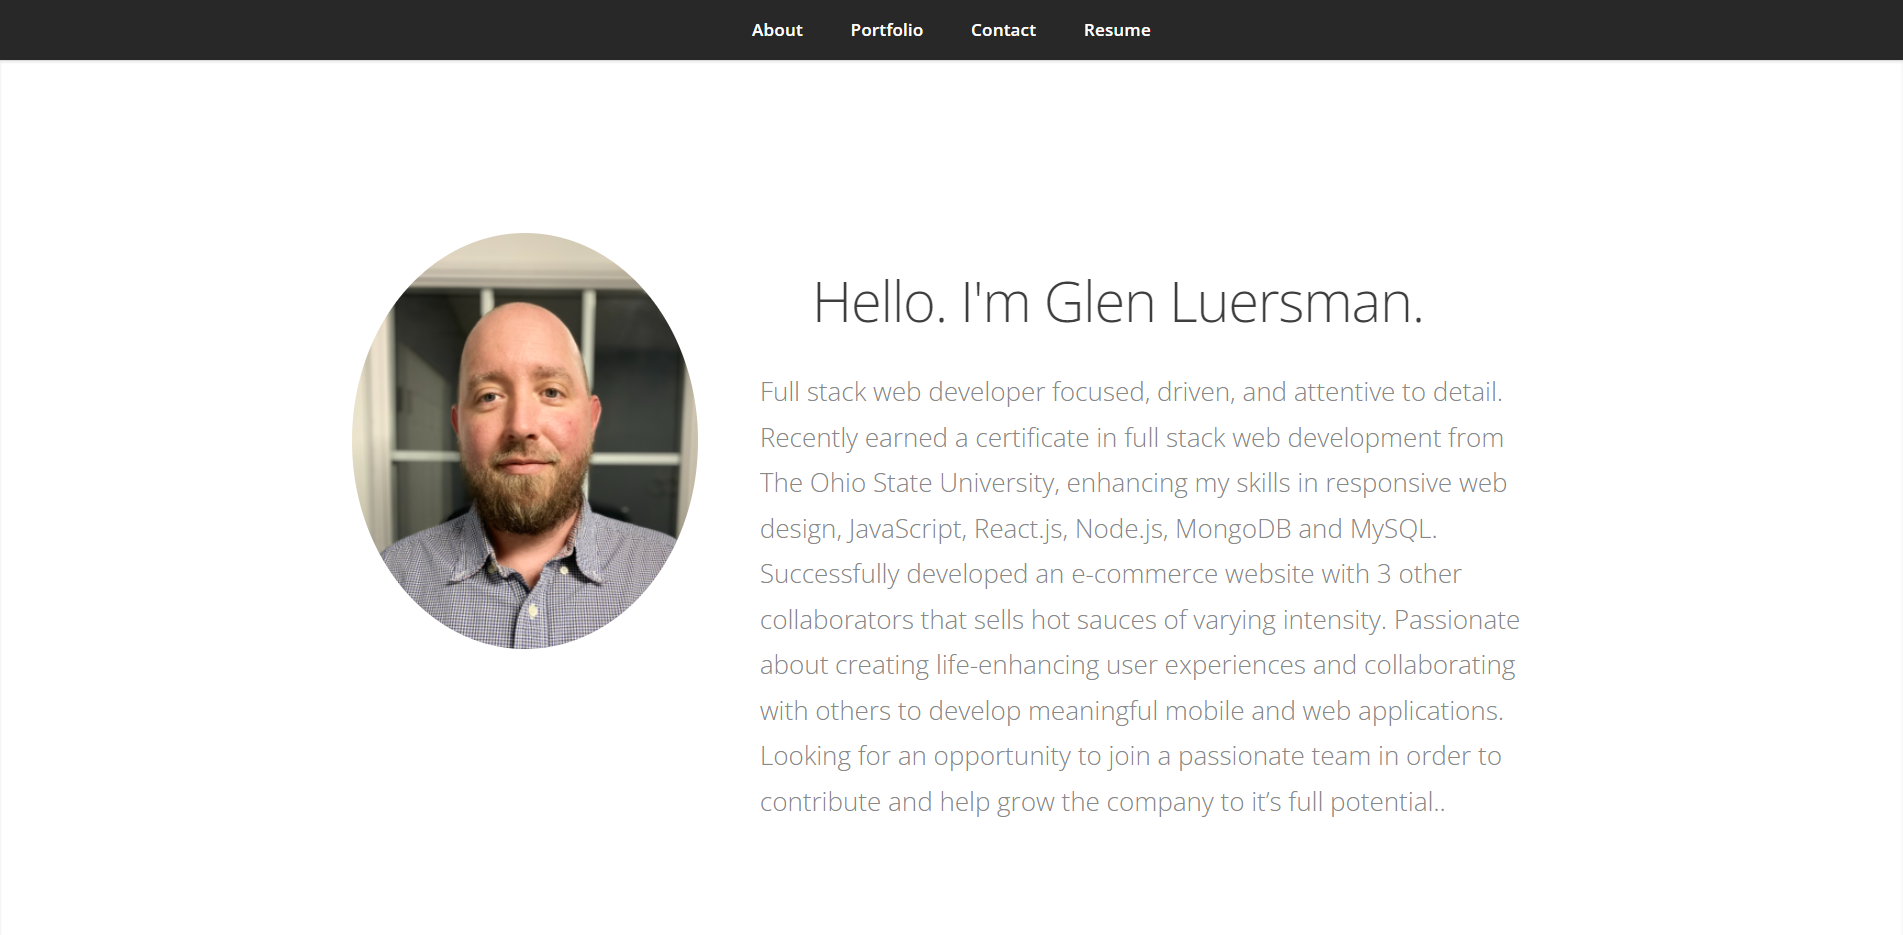 About Portfolio Contact Resume
Hello. I'm Glen Luersman.
Full stack web developer focused, driven, and attentive to detail.
Recently earned a certificate in full stack web development from
The Ohio State University, enhancing my skills in responsive web
design, JavaScript, React.js, Node.js, MongoDB and MySQL.
Successfully developed an e-commerce website with 3 other
collaborators that sells hot sauces of varying intensity. Passionate
about creating life-enhancing user experiences and collaborating
with others to develop meaningful mobile and web applications.
Looking for an opportunity to join a passionate team in order to
contribute and help grow the company to it’s full potential..